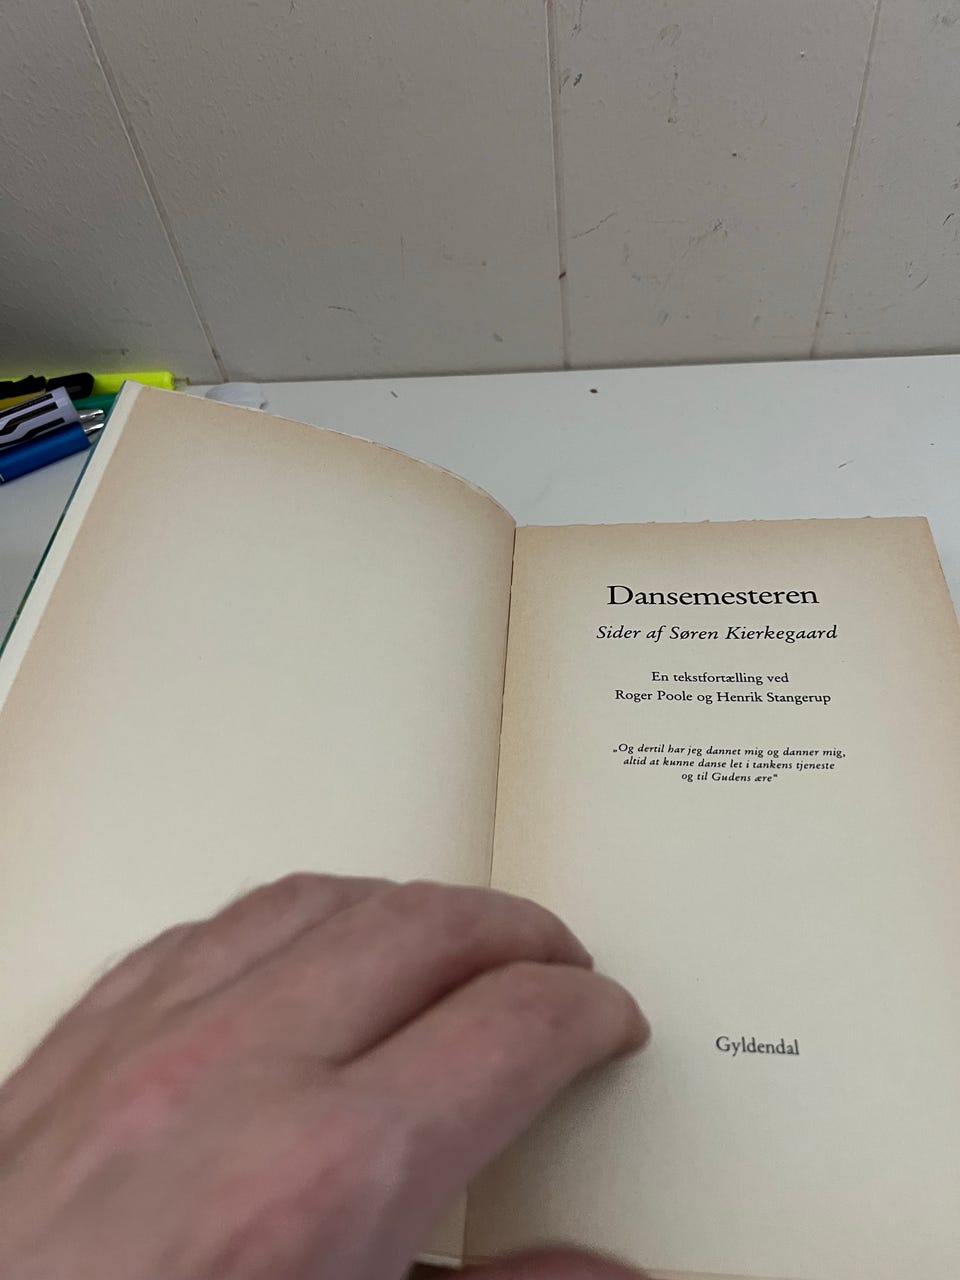 Dansemesteren
Sider af Søren Kierkegaard
En tekstfortælling ved
Roger Poole og Henrik Stangerup
„Og dertil har jeg dannet mig og danner mig,
altid at kunne danse let i tankens tjeneste
og til Gudens ære“
Gyldendal